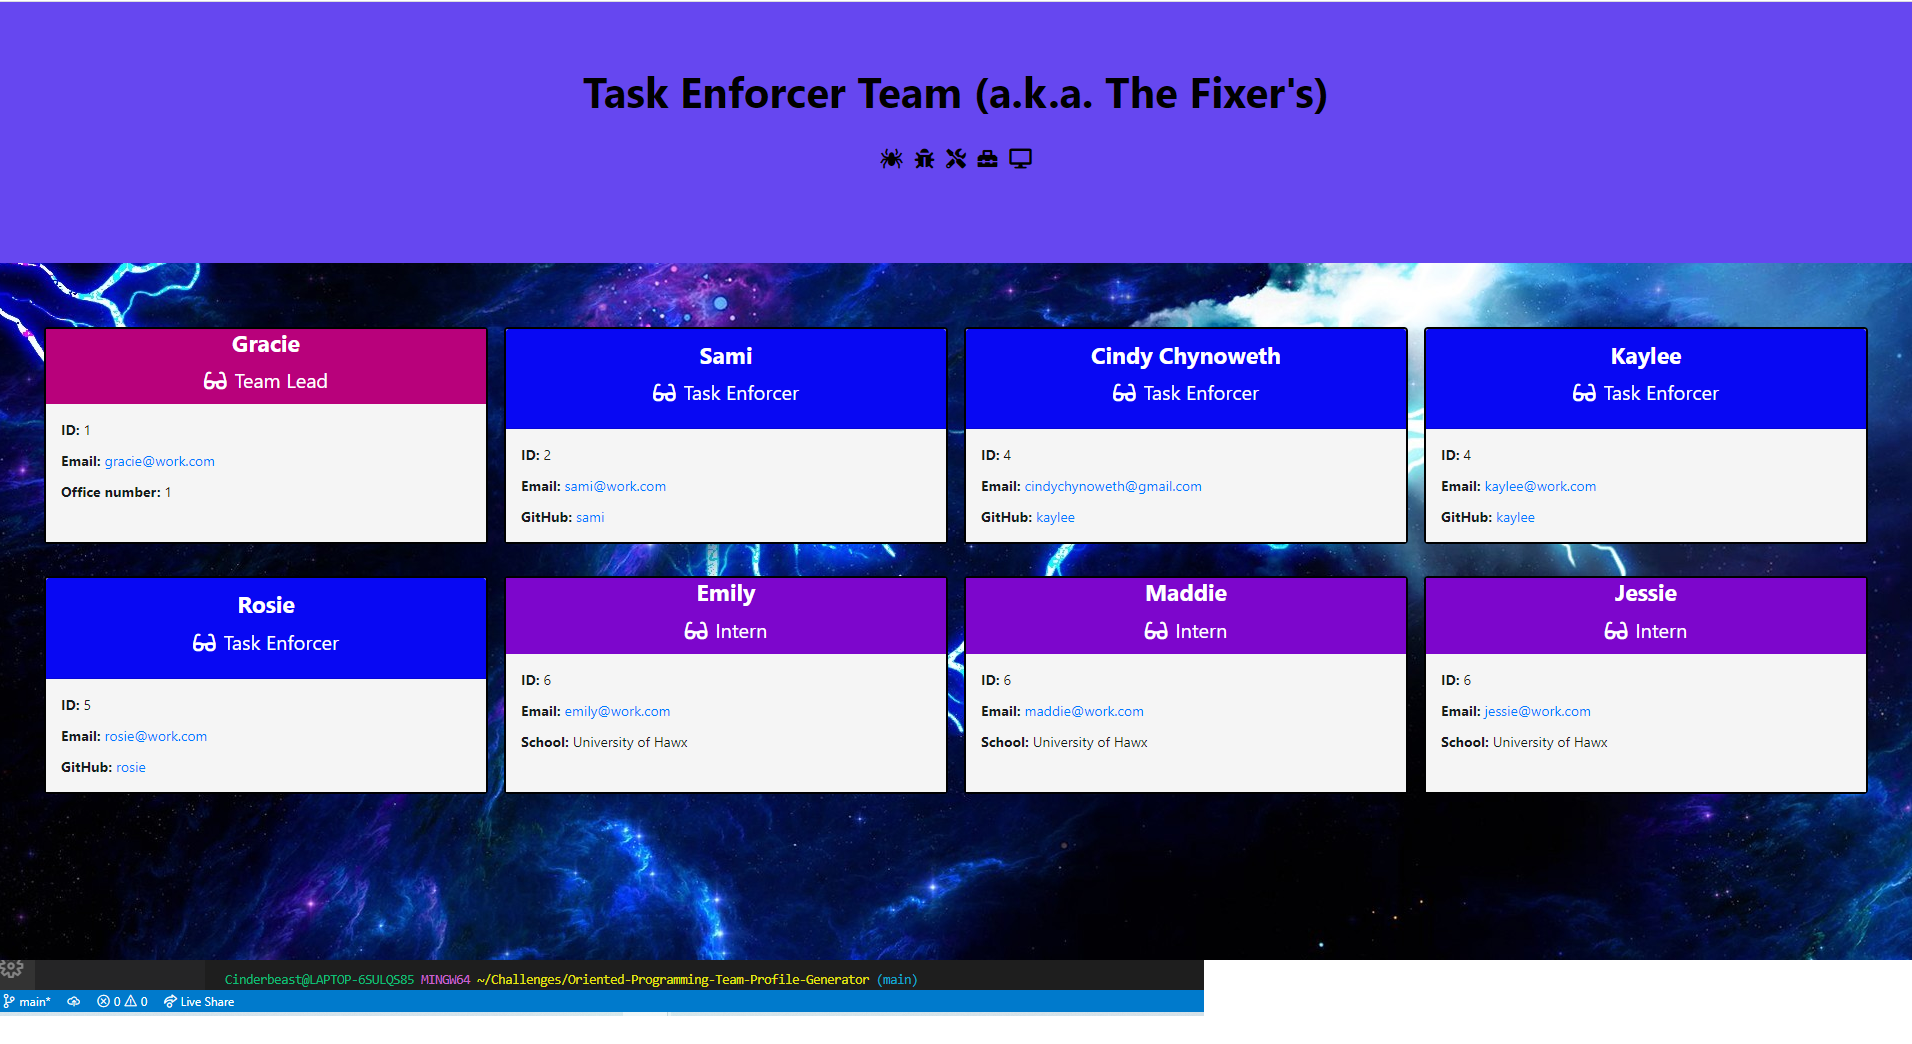 Task Enforcer Team (a.k.a. The Fixer's)
Gracie
Team Lead
ID: 1
Email: gracie@work.com
Office number: 1
Sami
Task Enforcer
ID: 2
Email: sami@work.com
GitHub: sami
Cindy Chynoweth
Task Enforcer
ID: 4
Email: cindychynoweth@gmail.com
GitHub: kaylee
Kaylee
Task Enforcer
ID: 4
Email: kaylee@work.com
GitHub: kaylee
Rosie
Task Enforcer
ID: 5
Email: rosie@work.com
GitHub: rosie
Emily
Intern
ID: 6
Email: emily@work.com
School: University of Hawx
Maddie
Intern
ID: 6
Email: maddie@work.com
School: University of Hawx
Jessie
Intern
ID: 6
Email: jessie@work.com
School: University of Hawx
Cinderbeast@LAPTOP-6SULQS85 MINGW64 ~/Challenges/Oriented-Programming-Team-Profile-Generator (main)
main* 0 0 Live Share